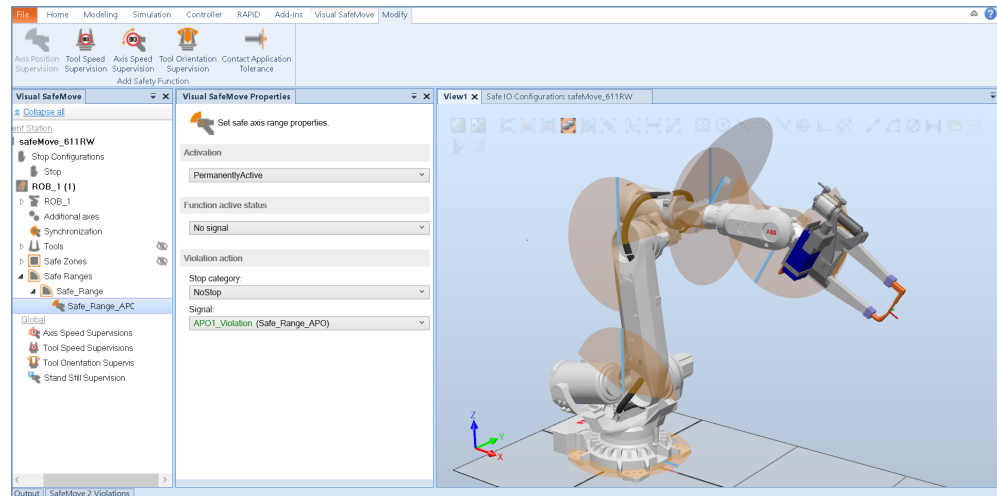 File Home Modeling Simulation Controller RAPID Add-Ins Visual SafeMove Modify
Axis Position Tool Speed Axis Speed Tool Orientation Contact Application
Supervision Supervision Supervision Supervision Tolerance
Add Safety Function
Visual SafeMove
Collapse all
ent Station
safeMove_611RW
Stop Configurations
Stop
ROB_1 (1)
ROB_1
Additional axes
Synchronization
Tools
Safe Zones
Safe Ranges
Safe_Range
Safe_Range_APC
Global
Axis Speed Supervisions
Tool Speed Supervisions
Tool Orientation Supervis
Stand Still Supervision
Visual SafeMove Properties
Set safe axis range properties.
Activation
PermanentlyActive
Function active status
No signal
Violation action
Stop category:
NoStop
Signal:
APO1_Violation (Safe_Range_APO)
View1 Safe IO Configuration: safeMove_611RW
ABB
Z
Y
X
Output SafeMove 2 Violations